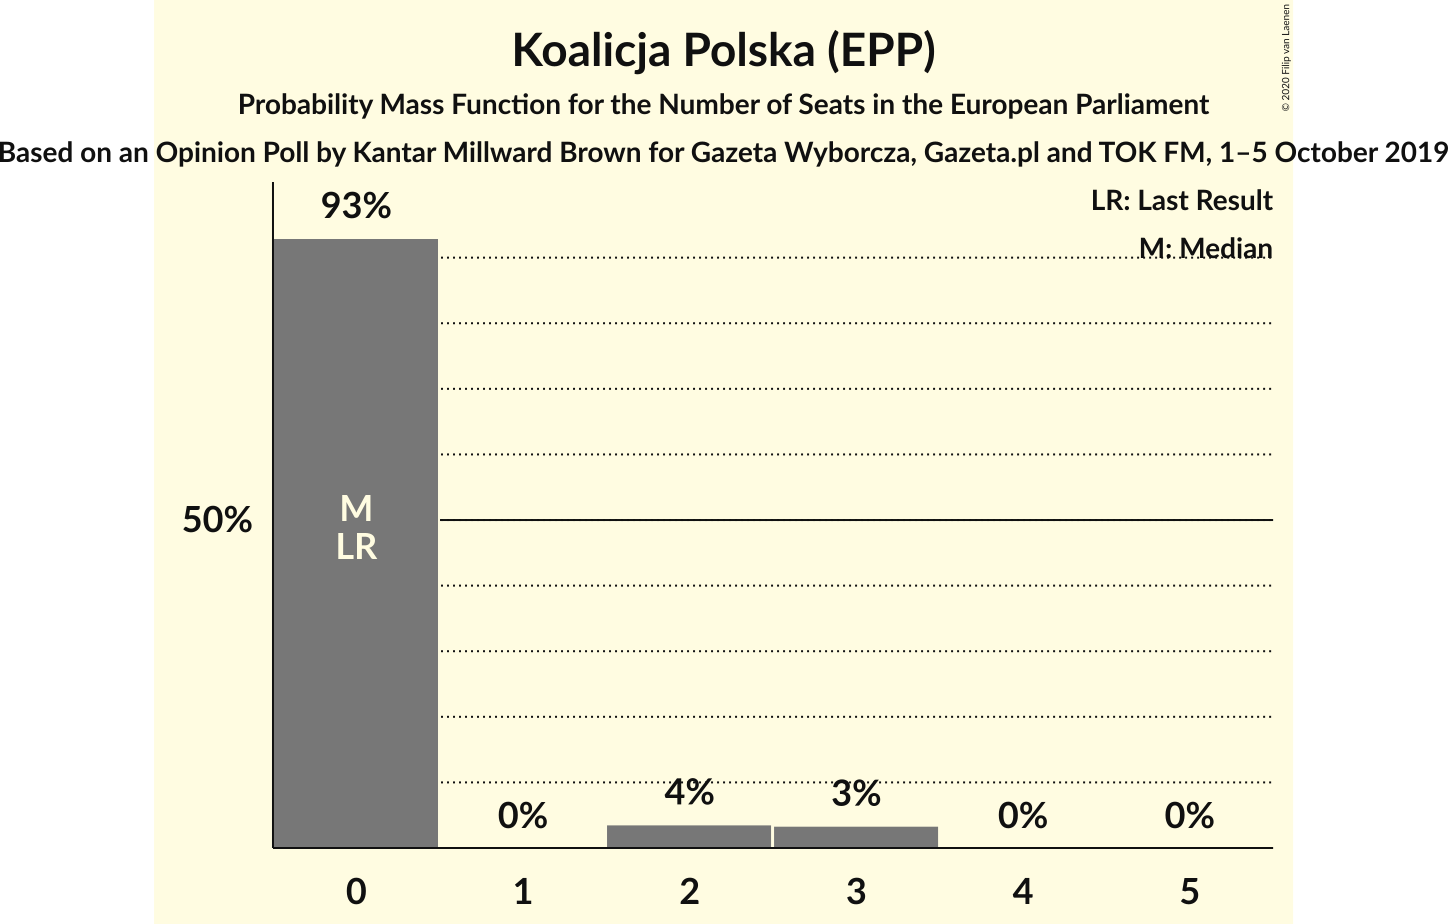 Koalicja Polska (EPP)
Probability Mass Function for the Number of Seats in the European Parliament
Based on an Opinion Poll by Kantar Millward Brown for Gazeta Wyborcza, Gazeta.pl and TOK FM, 1–5 October 2019
© 2020 Filip van Laenen
LR: Last Result
M: Median
93%
50%
M
LR
0%
4%
3%
0%
0%
0
1
2
3
4
5